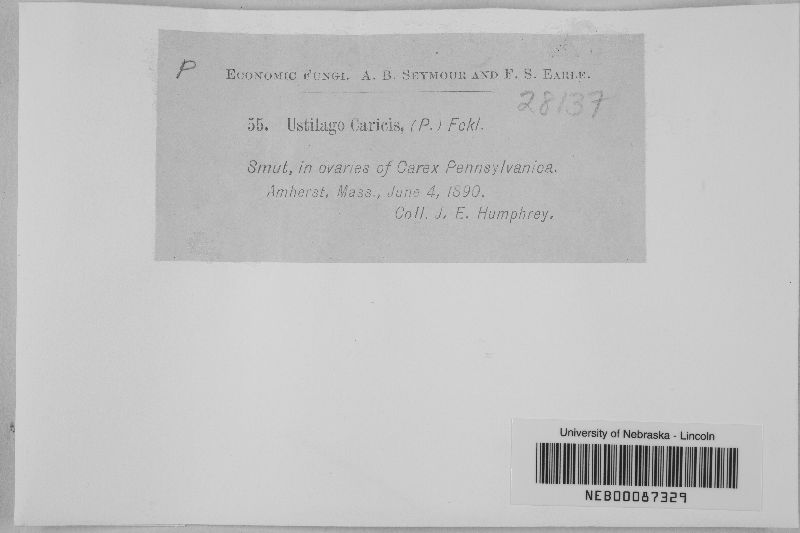 P
ECONOMIC FUNGI. A. B. SEYMOUR AND F. S. EARLE.
28137
55. Ustilago Caricis, (P.) Fckl.
Smut, in ovaries of Carex Pennsylvanica.
Amherst, Mass., June 4, 1890.
Coll. J. E. Humphrey.
University of Nebraska - Lincoln
NEB00087329